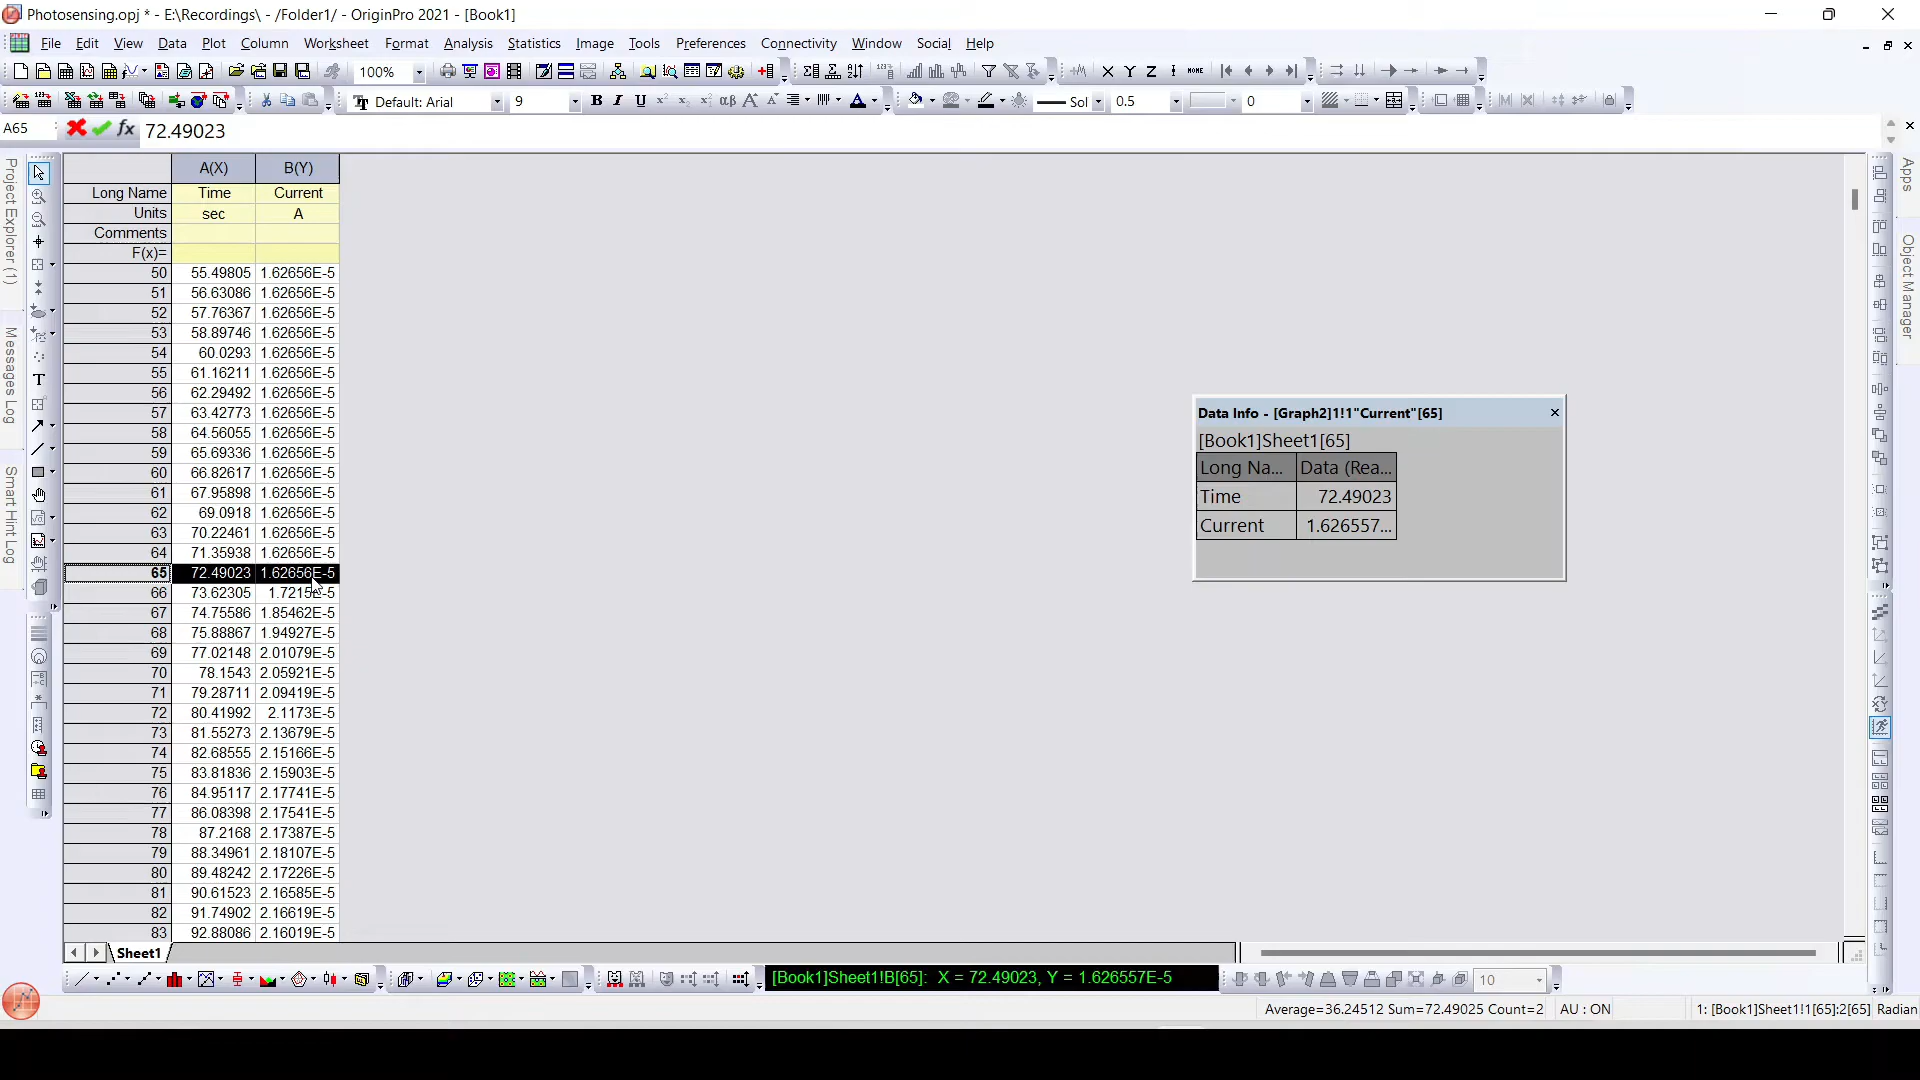 Photosensing.opj * - E:\Recordings\ - /Folder1/ - OriginPro 2021 - [Book1]
File Edit View Data Plot Column Worksheet Format Analysis Statistics Image Tools Preferences Connectivity Window Social Help
100%
Default: Arial 9 B I U Sol 0.5 0
A65 fx 72.49023
Project Explorer (1)
Messages Log
Smart Hint Log
A(X) B(Y)
Long Name Time Current
Units sec A
Comments
F(x)=
50 55.49805 1.62656E-5
51 56.63086 1.62656E-5
52 57.76367 1.62656E-5
53 58.89746 1.62656E-5
54 60.0293 1.62656E-5
55 61.16211 1.62656E-5
56 62.29492 1.62656E-5
57 63.42773 1.62656E-5
58 64.56055 1.62656E-5
59 65.69336 1.62656E-5
60 66.82617 1.62656E-5
61 67.95898 1.62656E-5
62 69.0918 1.62656E-5
63 70.22461 1.62656E-5
64 71.35938 1.62656E-5
65 72.49023 1.62656E-5
66 73.62305 1.7215E-5
67 74.75586 1.85462E-5
68 75.88867 1.94927E-5
69 77.02148 2.01079E-5
70 78.1543 2.05921E-5
71 79.28711 2.09419E-5
72 80.41992 2.1173E-5
73 81.55273 2.13679E-5
74 82.68555 2.15166E-5
75 83.81836 2.15903E-5
76 84.95117 2.17741E-5
77 86.08398 2.17541E-5
78 87.2168 2.17387E-5
79 88.34961 2.18107E-5
80 89.48242 2.17226E-5
81 90.61523 2.16585E-5
82 91.74902 2.16619E-5
83 92.88086 2.16019E-5
Data Info - [Graph2]1!1"Current"[65]
[Book1]Sheet1[65]
Long Na... Data (Rea...
Time 72.49023
Current 1.626557...
Apps
Object Manager
Sheet1
[Book1]Sheet1!B[65]: X = 72.49023, Y = 1.626557E-5
10
Average=36.24512 Sum=72.49025 Count=2 AU : ON 1: [Book1]Sheet1!1[65]:2[65] Radian